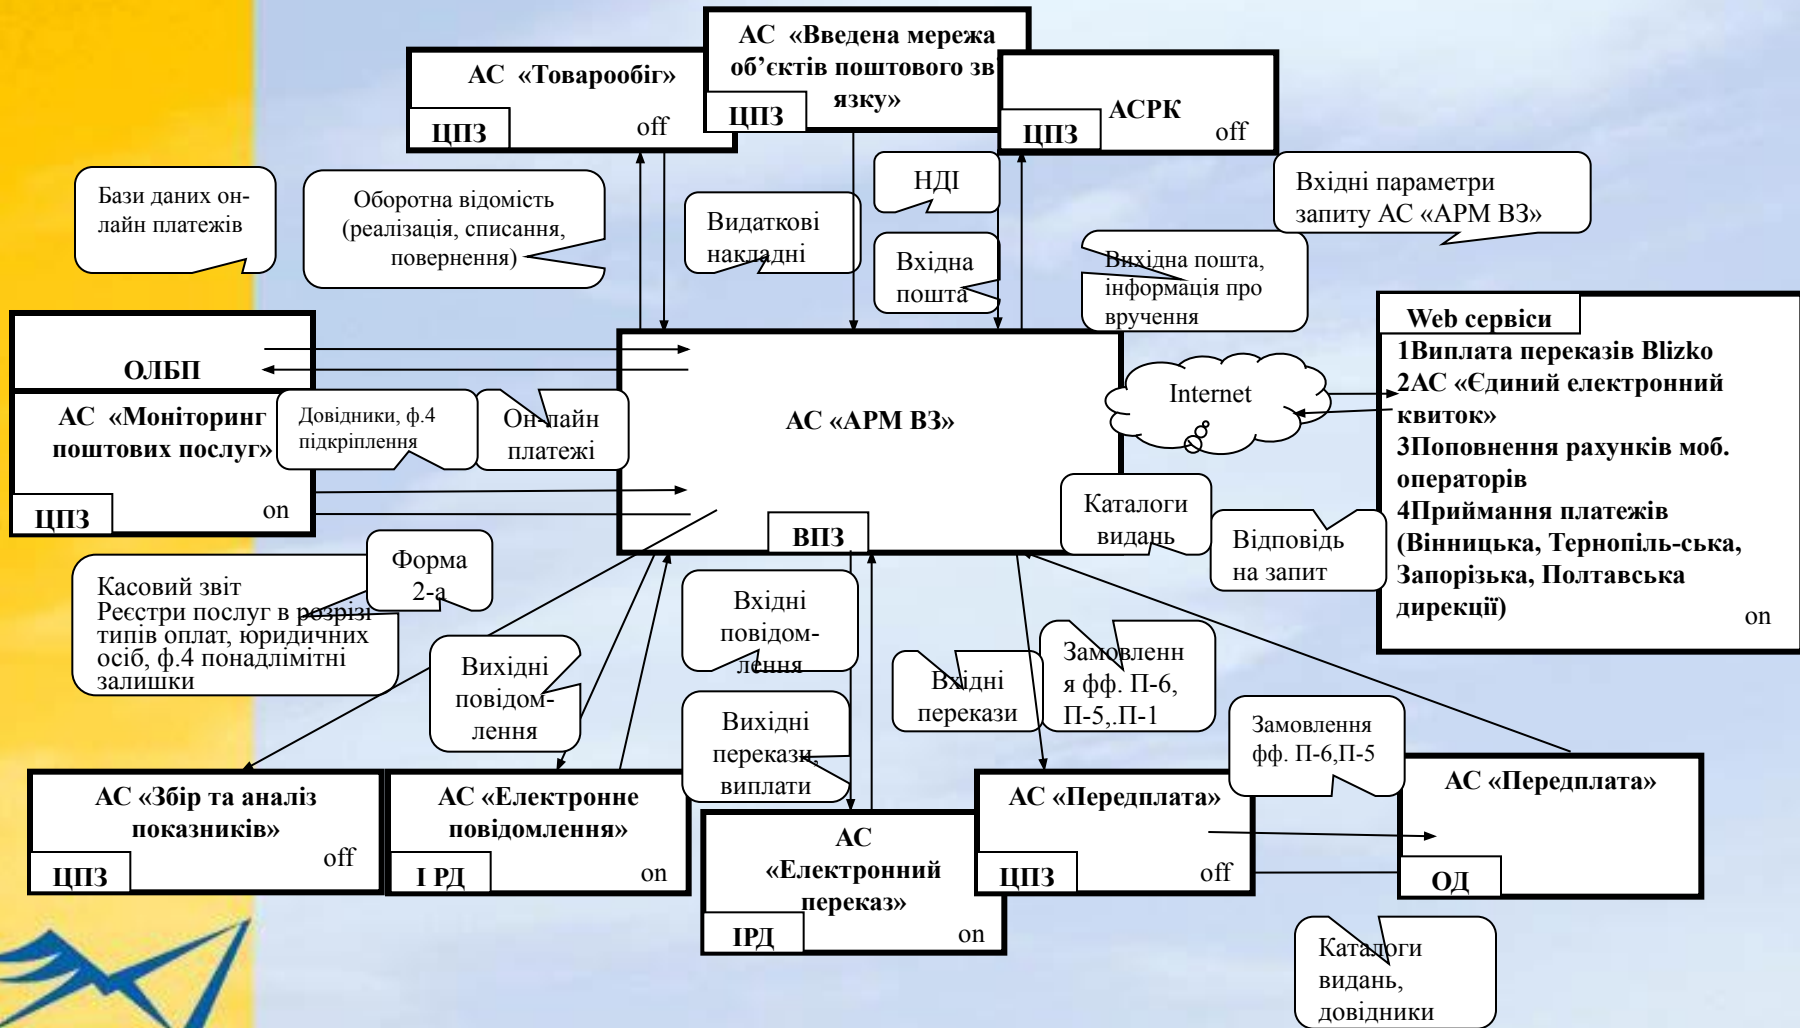 АС «Товарообіг»
ЦПЗ
off
АС «Введена мережа
об’єктів поштового зв’
язку»
ЦПЗ
АСРК
ЦПЗ
off
Бази даних он-
лайн платежів
Оборотна відомість
(реалізація, списання,
повернення)
Видаткові
накладні
НДІ
Вхідна
пошта
Вихідна пошта,
інформація про
вручення
Вхідні параметри
запиту АС «АРМ ВЗ»
ОЛБП
АС «Моніторинг
поштових послуг»
ЦПЗ
on
Довідники, ф.4
підкріплення
Он-лайн
платежі
АС «АРМ ВЗ»
ВПЗ
Internet
Web сервіси
1Виплата переказів Blizko
2АС «Єдиний електронний
квиток»
3Поповнення рахунків моб.
операторів
4Приймання платежів
(Вінницька, Тернопіль-ська,
Запорізька, Полтавська
дирекції)
on
Каталоги
видань
Відповідь
на запит
Касовий звіт
Реєстри послуг в розрізі
типів оплат, юридичних
осіб, ф.4 понадлімітні
залишки
Форма
2-а
Вихідні
повідом-
лення
Вхідні
повідом-
лення
Вихідні
перекази,
виплати
Вхідні
перекази
Замовленн
я фф. П-6,
П-5,.П-1
Замовлення
фф. П-6,П-5
АС «Збір та аналіз
показників»
ЦПЗ
off
АС «Електронне
повідомлення»
І РД
on
АС
«Електронний
переказ»
ІРД
on
АС «Передплата»
ЦПЗ
off
АС «Передплата»
ОД
Каталоги
видань,
довідники